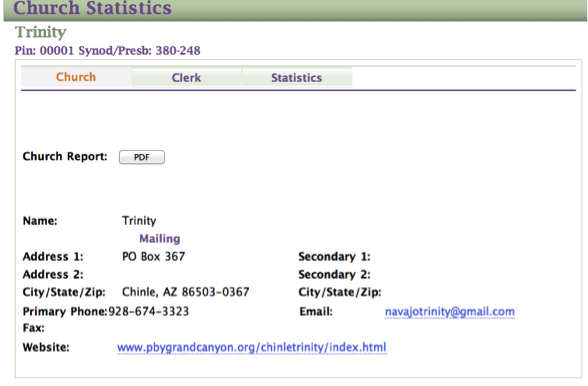 Church Statistics
Trinity
Pin: 00001 Synod/Presb: 380-248
Church Clerk Statistics
Church Report: PDF
Name: Trinity
Mailing
Address 1: PO Box 367 Secondary 1:
Address 2: Secondary 2:
City/State/Zip: Chinle, AZ 86503-0367 City/State/Zip:
Primary Phone:928-674-3323 Email: navajotrinity@gmail.com
Fax:
Website: www.pbygrandcanyon.org/chinletrinity/index.html